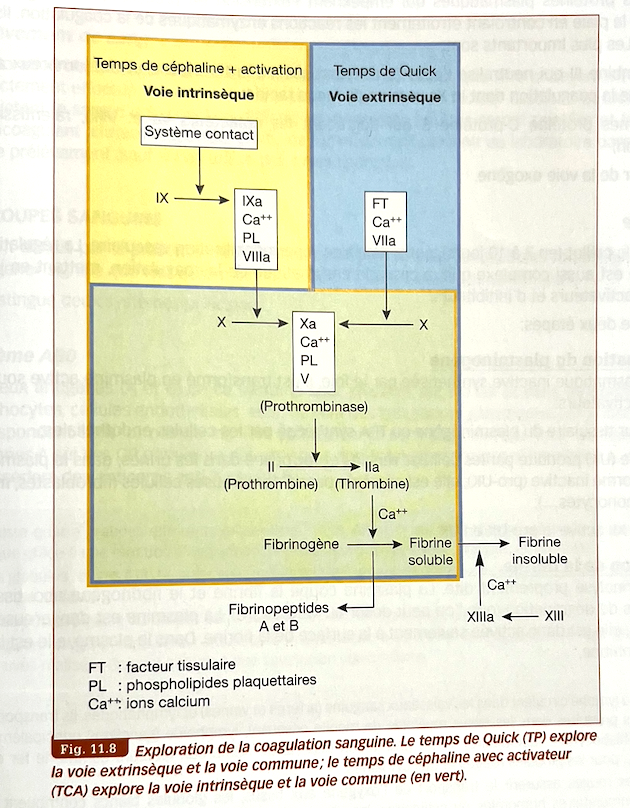 Temps de céphaline + activation
Voie intrinsèque
Temps de Quick
Voie extrinsèque
Système contact
IX
IXa
Ca++
PL
VIIIa
FT
Ca++
VIIa
X
Xa
Ca++
PL
V
X
(Prothrombinase)
II
IIa
(Prothrombine)
(Thrombine)
Ca++
Fibrinogène
Fibrine
soluble
Fibrine
insoluble
Ca++
Fibrinopeptides
A et B
XIIIa
XIII
FT : facteur tissulaire
PL : phospholipides plaquettaires
Ca++: ions calcium
Fig. 11.8 Exploration de la coagulation sanguine. Le temps de Quick (TP) explore
la voie extrinsèque et la voie commune; le temps de céphaline avec activateur
(TCA) explore la voie intrinsèque et la voie commune (en vert).